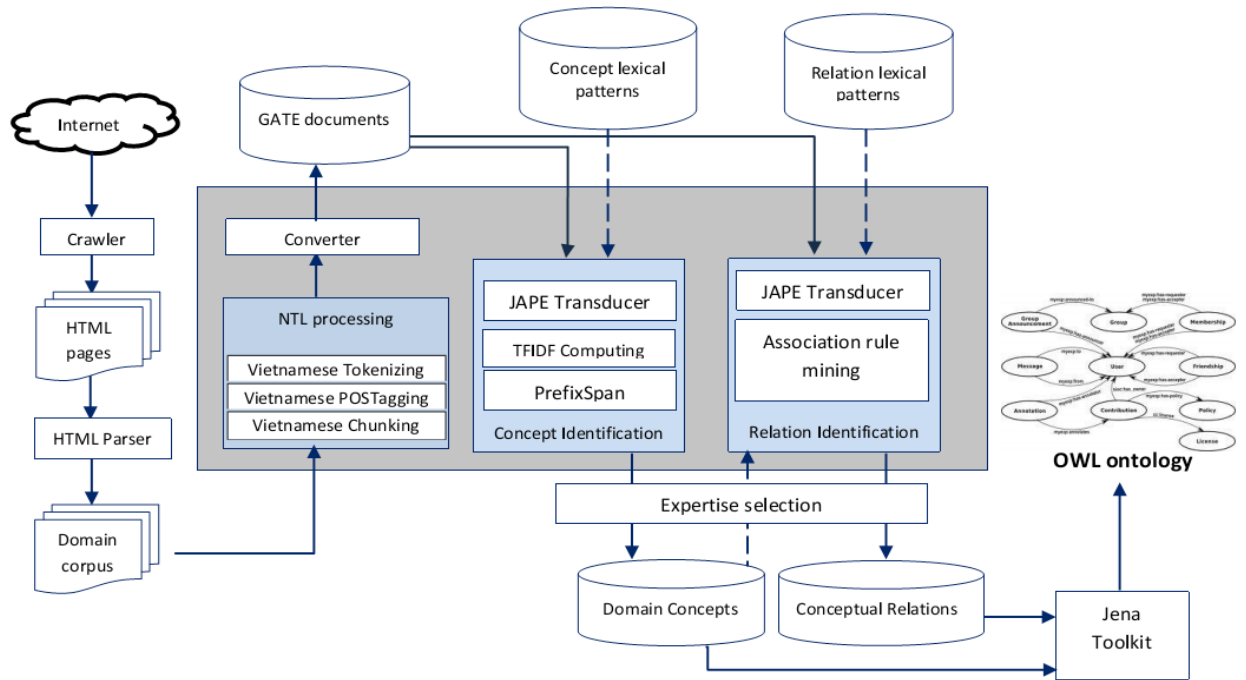 Concept lexical
patterns
Relation lexical
patterns
GATE documents
Internet
Crawler
Converter
HTML
pages
NTL processing
Vietnamese Tokenizing
Vietnamese POSTagging
Vietnamese Chunking
JAPE Transducer
TFIDF Computing
PrefixSpan
Concept Identification
JAPE Transducer
Association rule
mining
Relation Identification
HTML Parser
Domain
corpus
Expertise selection
Domain Concepts
Conceptual Relations
Jena
Toolkit
Group
Announcement
Group
Membership
Message
User
Friendship
Annotation
Contribution
Policy
License
OWL ontology